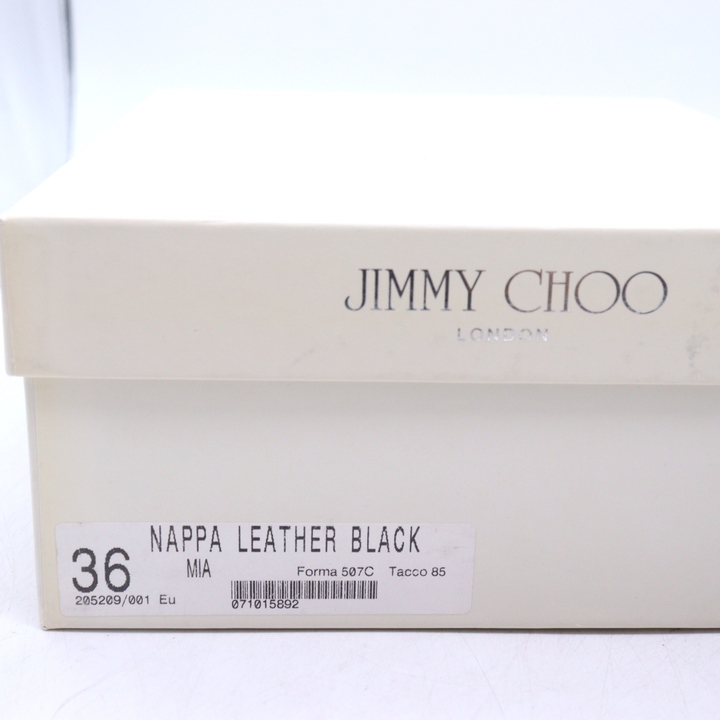 JIMMY CHOO
LONDON
NAPPA LEATHER BLACK
36 MIA Forma 507C Tacco 85
205209/001 Eu 071015892